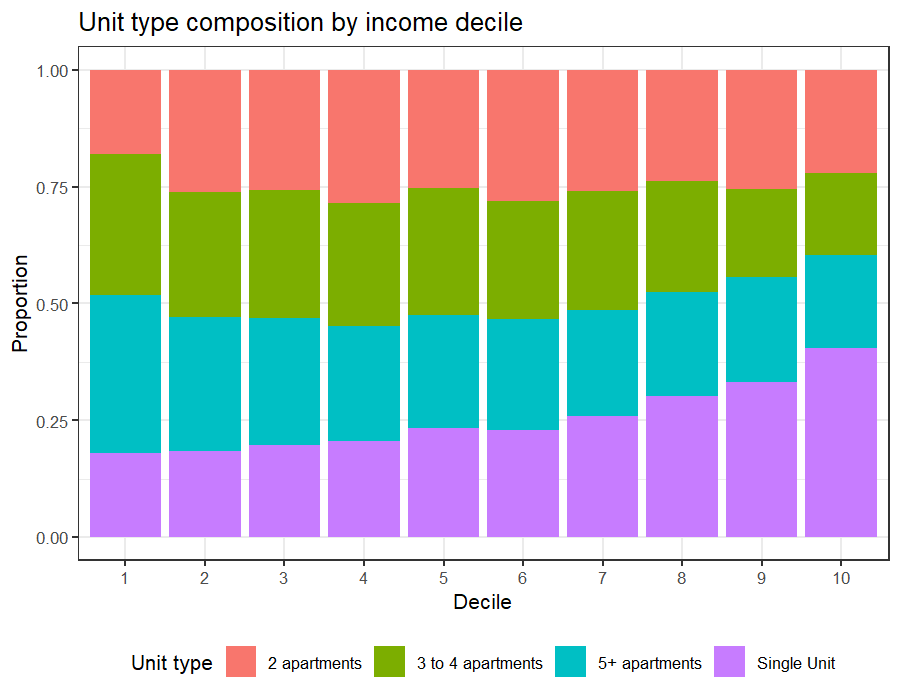 Unit type composition by income decile
1.00
0.75
0.50
0.25
0.00
Proportion
1 2 3 4 5 6 7 8 9 10
Decile
Unit type 2 apartments 3 to 4 apartments 5+ apartments Single Unit